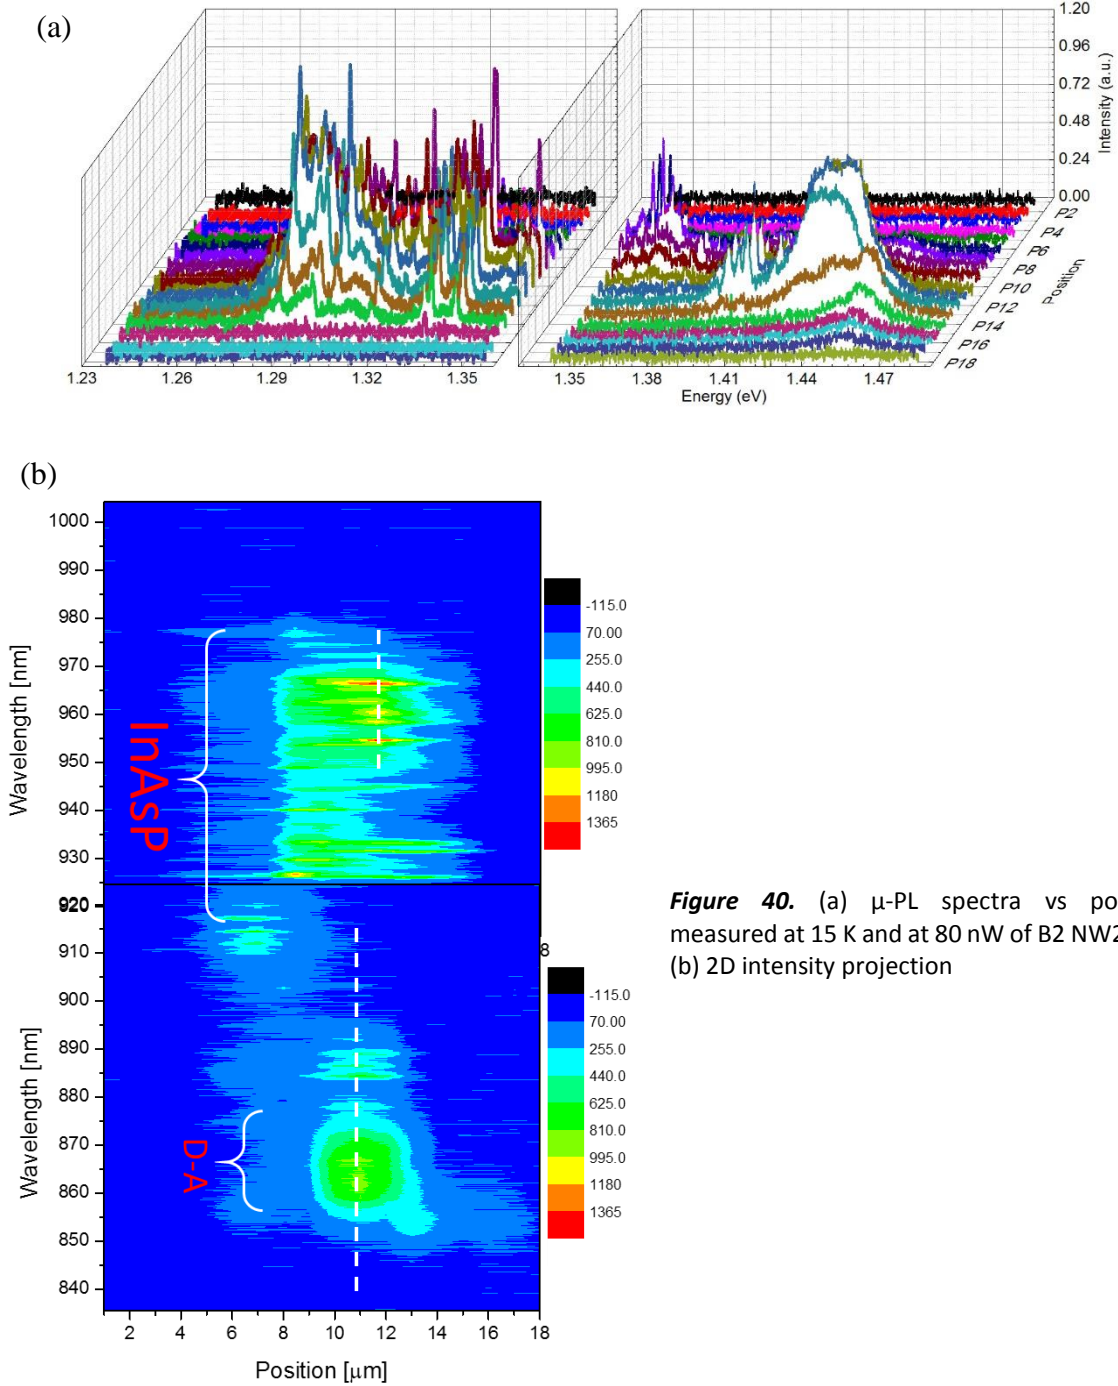 (a)
1.20
0.96
0.72
0.48
0.24
0.00
Intensity (a.u.)
P2
P4
P6
P8
P10
P12
P14
P16
P18
Position
1.23
1.26
1.29
1.32
1.35
1.35
1.38
1.41
1.44
1.47
Energy (eV)
(b)
1000
990
980
970
960
950
940
930
920
Wavelength [nm]
InAsP
-115.0
70.00
255.0
440.0
625.0
810.0
995.0
1180
1365
910
900
890
880
870
860
850
840
Wavelength [nm]
D-A
8
-115.0
70.00
255.0
440.0
625.0
810.0
995.0
1180
1365
2
4
6
8
10
12
14
16
18
Position [μm]
Figure 40. (a) μ-PL spectra vs po
measured at 15 K and at 80 nW of B2 NW2
(b) 2D intensity projection